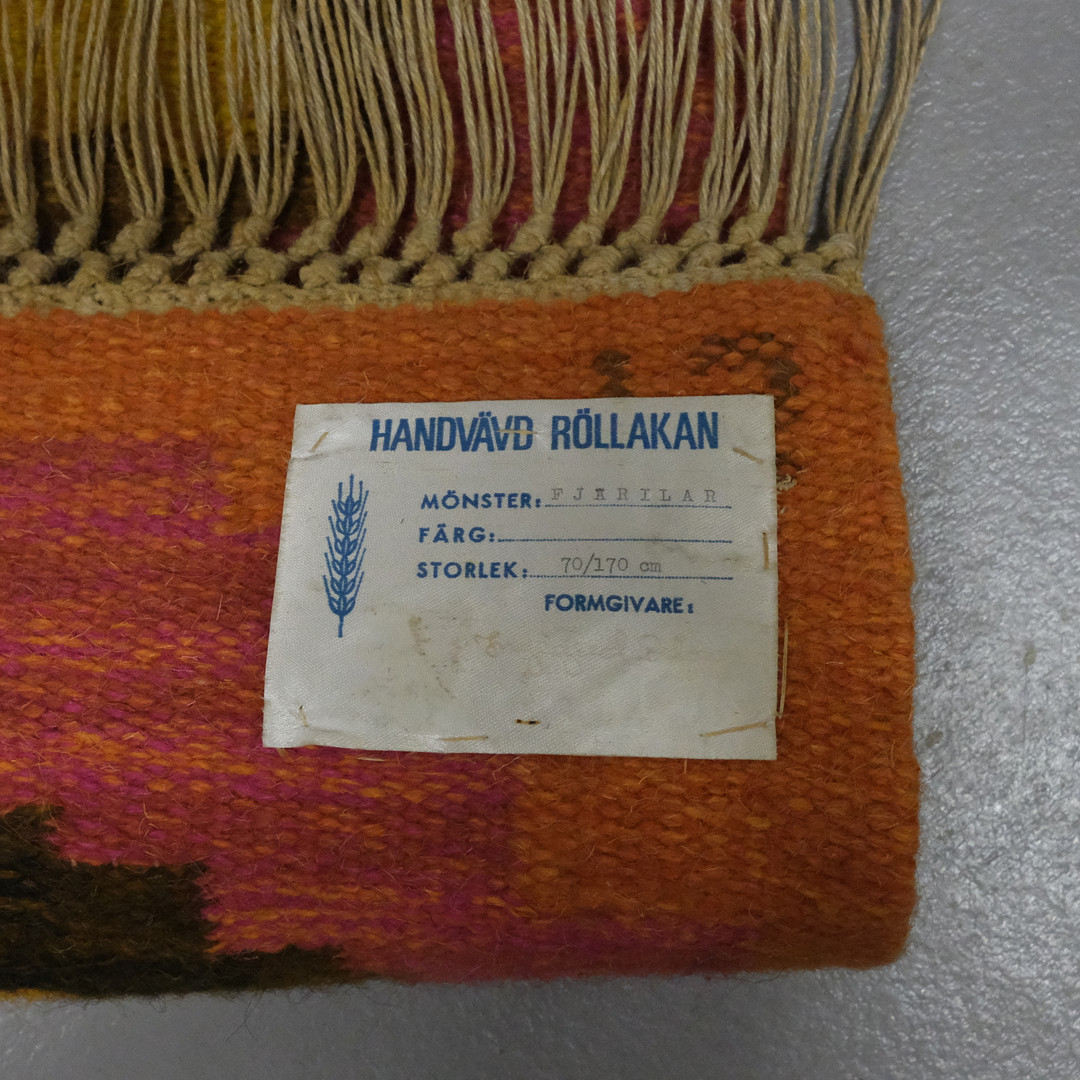 HANDVÄVD RÖLLAKAN
MÖNSTER: FJÄRILAR
FÄRG:
STORLEK: 70/170 cm
FORMGIVARE: